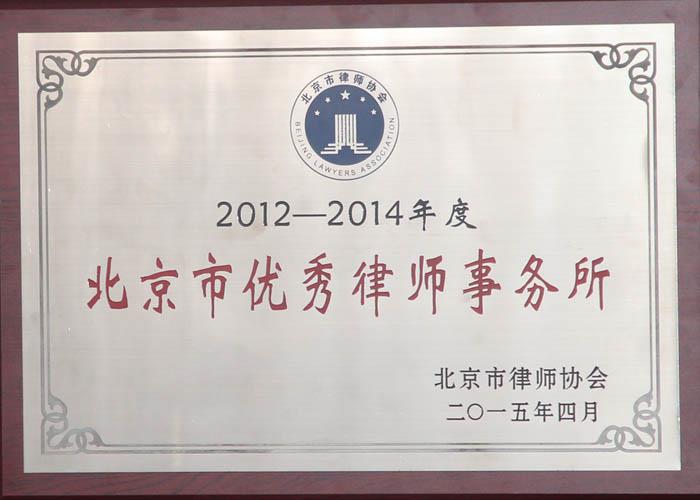 北京市律师协会
BEIJING LAWYERS ASSOCIATION
2012—2014年度
北京市优秀律师事务所
北京市律师协会
二〇一五年四月